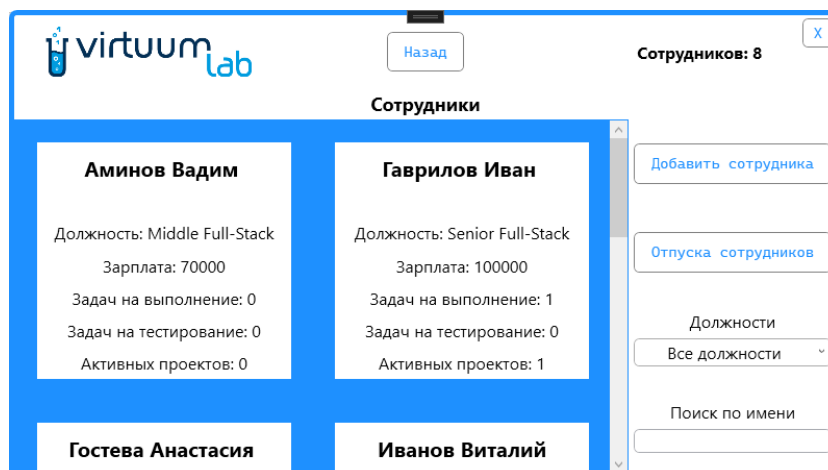 virtuum
lab
Назад
Сотрудников: 8
X
Сотрудники
Аминов Вадим
Должность: Middle Full-Stack
Зарплата: 70000
Задач на выполнение: 0
Задач на тестирование: 0
Активных проектов: 0
Гаврилов Иван
Должность: Senior Full-Stack
Зарплата: 100000
Задач на выполнение: 1
Задач на тестирование: 0
Активных проектов: 1
Гостева Анастасия
Иванов Виталий
Добавить сотрудника
Отпуска сотрудников
Должности
Все должности
Поиск по имени